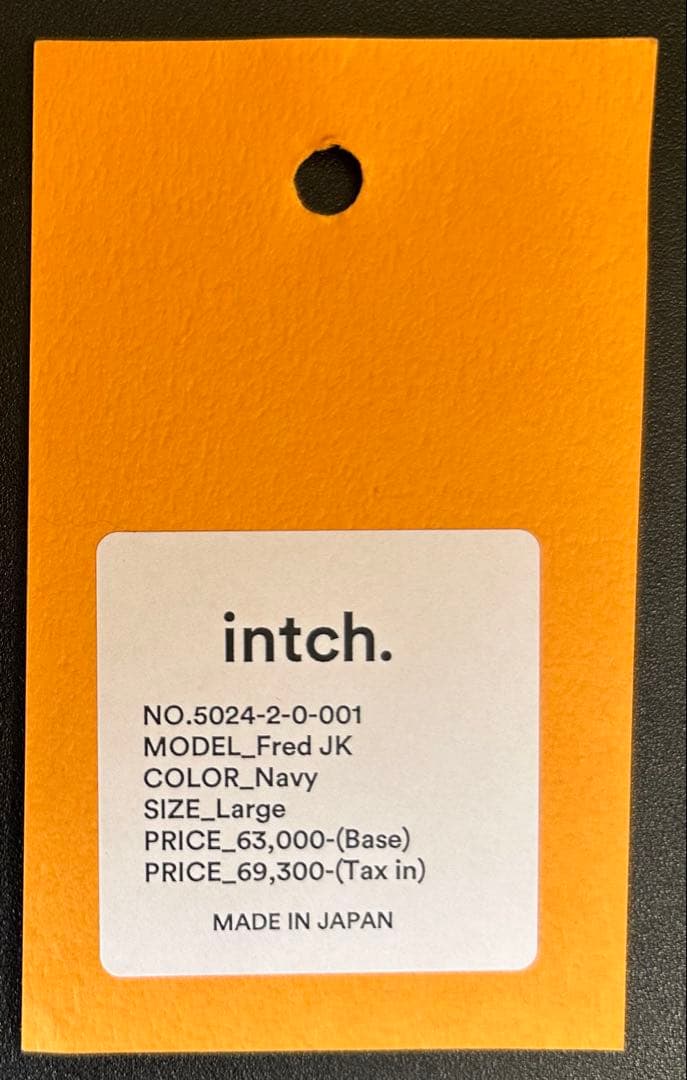 intch.
NO.5024-2-0-001
MODEL_Fred JK
COLOR_Navy
SIZE_Large
PRICE_63,000-(Base)
PRICE_69,300-(Tax in)
MADE IN JAPAN